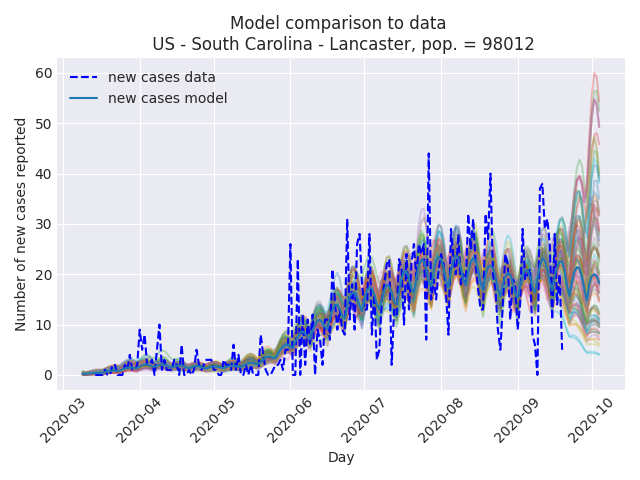 Model comparison to data
US - South Carolina - Lancaster, pop. = 98012
new cases data
new cases model
Number of new cases reported
60
50
40
30
20
10
0
2020-03
2020-04
2020-05
2020-06
2020-07
2020-08
2020-09
2020-10
Day